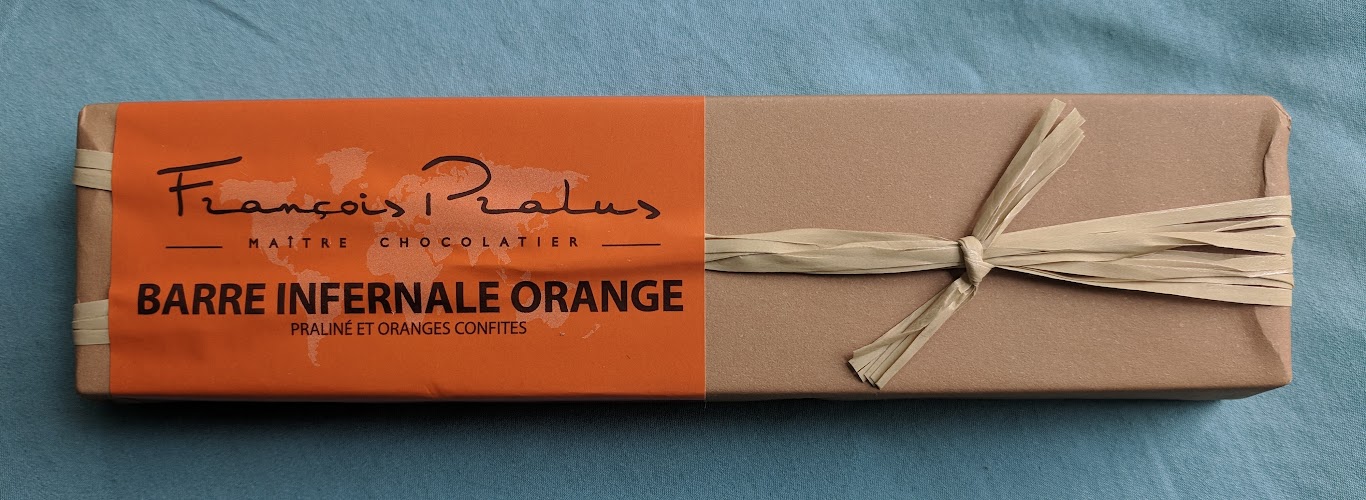 François Pralus
MAÎTRE CHOCOLATIER
BARRE INFERNALE ORANGE
PRALINÉ ET ORANGES CONFITES